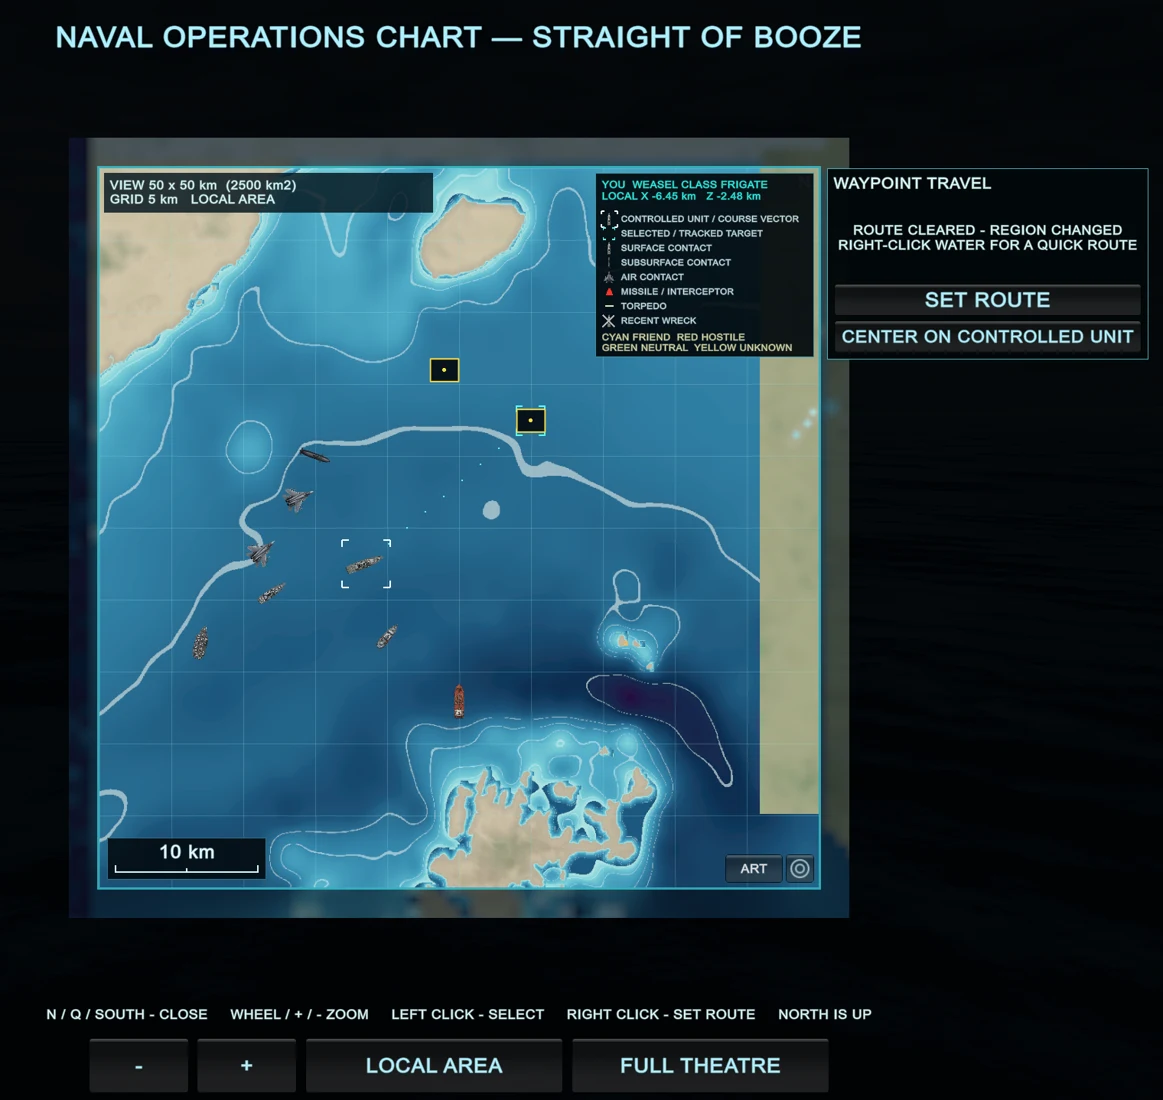 NAVAL OPERATIONS CHART — STRAIGHT OF BOOZE
VIEW 50 x 50 km (2500 km2)
GRID 5 km LOCAL AREA
YOU WEASEL CLASS FRIGATE
LOCAL X -6.45 km Z -2.48 km
CONTROLLED UNIT / COURSE VECTOR
SELECTED / TRACKED TARGET
SURFACE CONTACT
SUBSURFACE CONTACT
AIR CONTACT
MISSILE / INTERCEPTOR
TORPEDO
RECENT WRECK
CYAN FRIEND RED HOSTILE
GREEN NEUTRAL YELLOW UNKNOWN
WAYPOINT TRAVEL
ROUTE CLEARED - REGION CHANGED
RIGHT-CLICK WATER FOR A QUICK ROUTE
SET ROUTE
CENTER ON CONTROLLED UNIT
10 km
ART
N / Q / SOUTH - CLOSE WHEEL / + / - ZOOM LEFT CLICK - SELECT RIGHT CLICK - SET ROUTE NORTH IS UP
- + LOCAL AREA FULL THEATRE